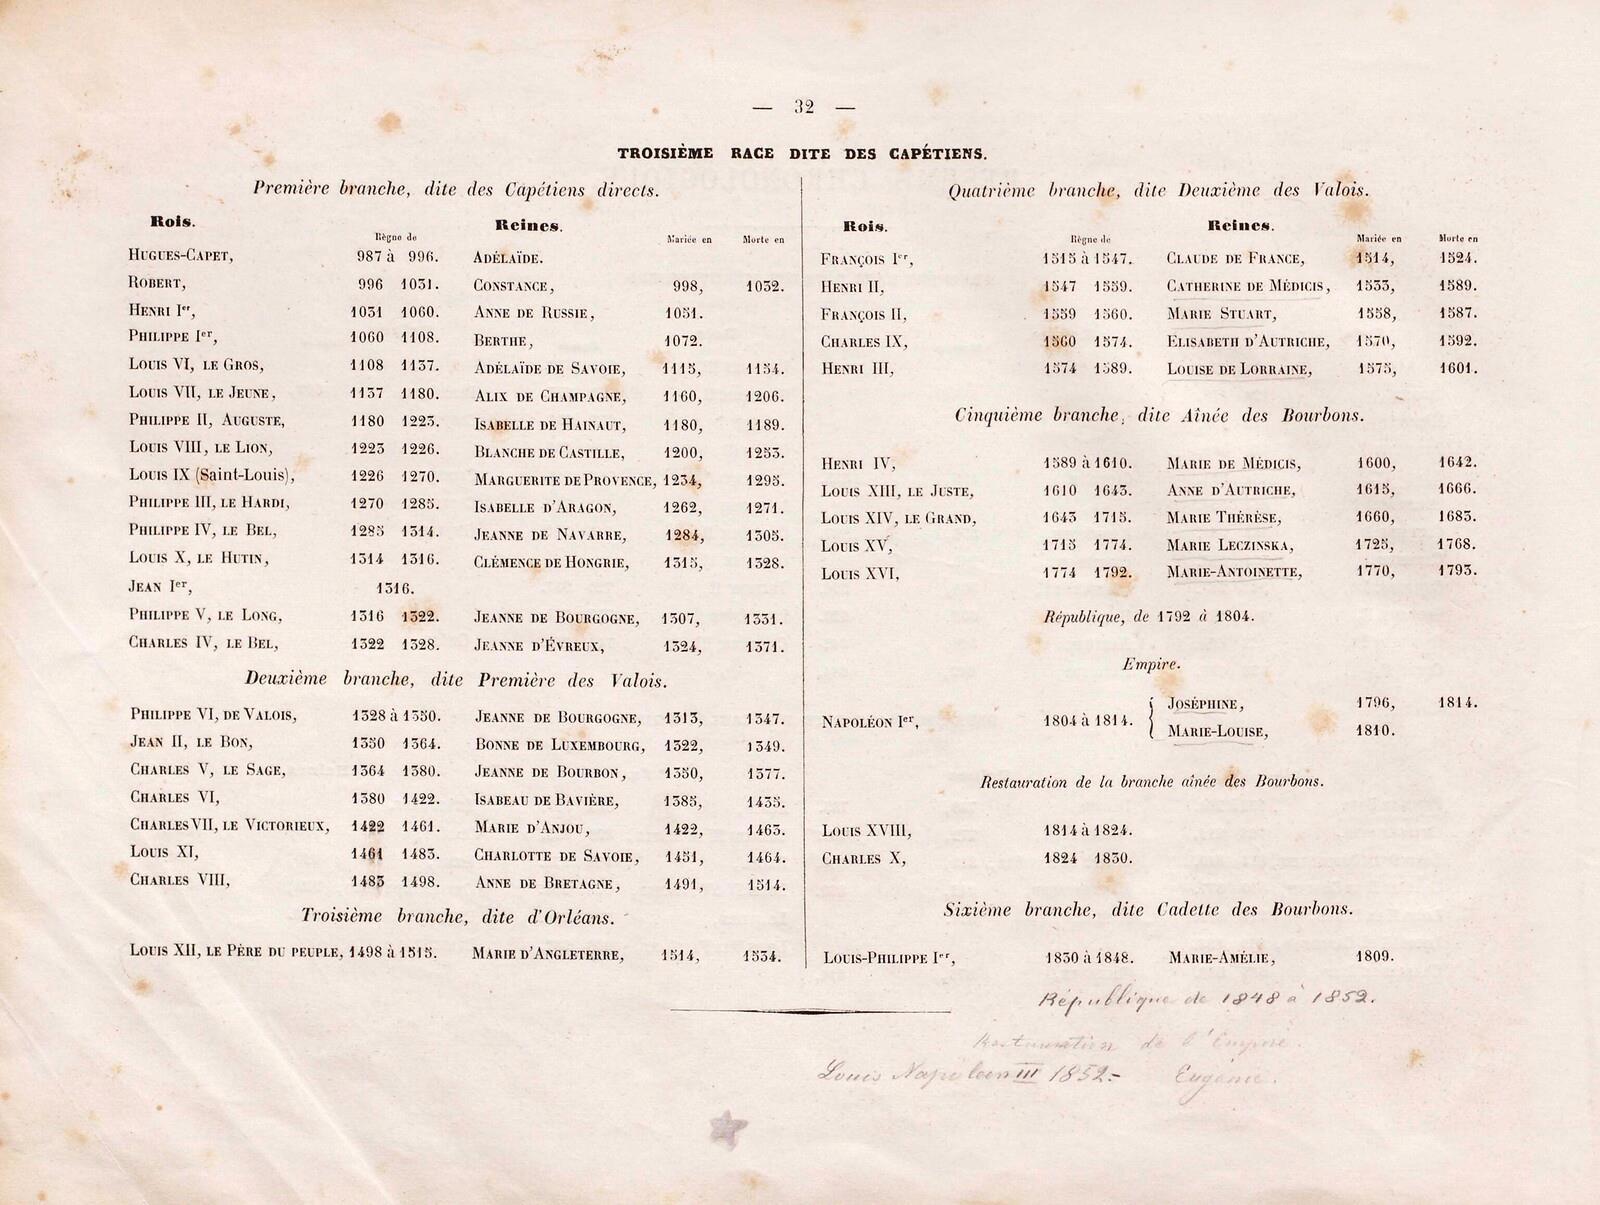 — 32 —
TROISIÈME RACE DITE DES CAPÉTIENS.
Première branche, dite des Capétiens directs.
Rois. Reines.
Règne de Mariée en Morte en
Hugues-Capet, 987 à 996. Adélaïde.
Robert, 996 1031. Constance, 998, 1032.
Henri Ier, 1031 1060. Anne de Russie, 1051.
Philippe Ier, 1060 1108. Berthe, 1072.
Louis VI, le Gros, 1108 1137. Adélaïde de Savoie, 1115, 1154.
Louis VII, le Jeune, 1137 1180. Alix de Champagne, 1160, 1206.
Philippe II, Auguste, 1180 1223. Isabelle de Hainaut, 1180, 1189.
Louis VIII, le Lion, 1223 1226. Blanche de Castille, 1200, 1253.
Louis IX (Saint-Louis), 1226 1270. Marguerite de Provence, 1234, 1295.
Philippe III, le Hardi, 1270 1285. Isabelle d'Aragon, 1262, 1271.
Philippe IV, le Bel, 1285 1314. Jeanne de Navarre, 1284, 1305.
Louis X, le Hutin, 1314 1316. Clémence de Hongrie, 1315, 1328.
Jean Ier, 1316.
Philippe V, le Long, 1316 1322. Jeanne de Bourgogne, 1307, 1331.
Charles IV, le Bel, 1322 1328. Jeanne d'Évreux, 1324, 1371.
Deuxième branche, dite Première des Valois.
Philippe VI, de Valois, 1328 à 1350. Jeanne de Bourgogne, 1313, 1347.
Jean II, le Bon, 1350 1364. Bonne de Luxembourg, 1322, 1349.
Charles V, le Sage, 1364 1380. Jeanne de Bourbon, 1350, 1377.
Charles VI, 1380 1422. Isabeau de Bavière, 1385, 1435.
Charles VII, le Victorieux, 1422 1461. Marie d'Anjou, 1422, 1463.
Louis XI, 1461 1483. Charlotte de Savoie, 1451, 1464.
Charles VIII, 1483 1498. Anne de Bretagne, 1491, 1514.
Troisième branche, dite d'Orléans.
Louis XII, le Père du peuple, 1498 à 1515. Marie d'Angleterre, 1514, 1534.
Quatrième branche, dite Deuxième des Valois.
Rois. Reines.
Règne de Mariée en Morte en
François Ier, 1515 à 1547. Claude de France, 1514, 1524.
Henri II, 1547 1559. Catherine de Médicis, 1533, 1589.
François II, 1559 1560. Marie Stuart, 1558, 1587.
Charles IX, 1560 1574. Elisabeth d'Autriche, 1570, 1592.
Henri III, 1574 1589. Louise de Lorraine, 1575, 1601.
Cinquième branche, dite Aînée des Bourbons.
Henri IV, 1589 à 1610. Marie de Médicis, 1600, 1642.
Louis XIII, le Juste, 1610 1643. Anne d'Autriche, 1615, 1666.
Louis XIV, le Grand, 1643 1715. Marie Thérèse, 1660, 1683.
Louis XV, 1715 1774. Marie Leczinska, 1725, 1768.
Louis XVI, 1774 1792. Marie-Antoinette, 1770, 1793.
République, de 1792 à 1804.
Empire.
Joséphine, 1796, 1814.
Napoléon Ier, 1804 à 1814.
Marie-Louise, 1810.
Restauration de la branche aînée des Bourbons.
Louis XVIII, 1814 à 1824.
Charles X, 1824 1830.
Sixième branche, dite Cadette des Bourbons.
Louis-Philippe Ier, 1830 à 1848. Marie-Amélie, 1809.
République de 1848 à 1852.
Restauration de l'Empire.
Louis Napoléon III 1852.- Eugénie.